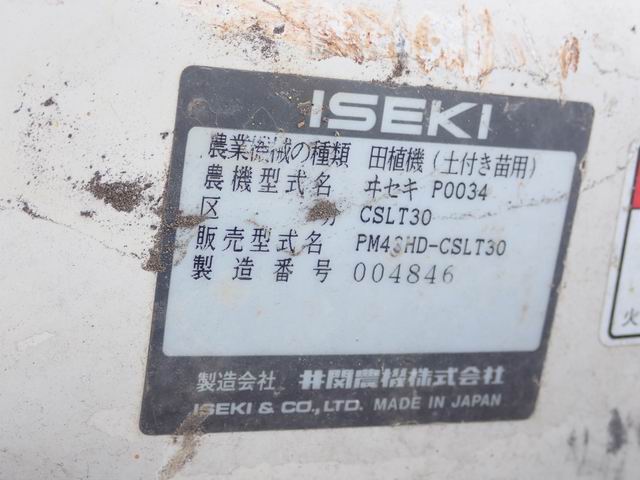 ISEKI
農業機械の種類 田植機(土付き苗用)
農機型式名 ヰセキ P0034
区 分 CSLT30
販売型式名 PM43HD-CSLT30
製造番号 004846
製造会社 井関農機株式会社
ISEKI & CO.,LTD. MADE IN JAPAN
火